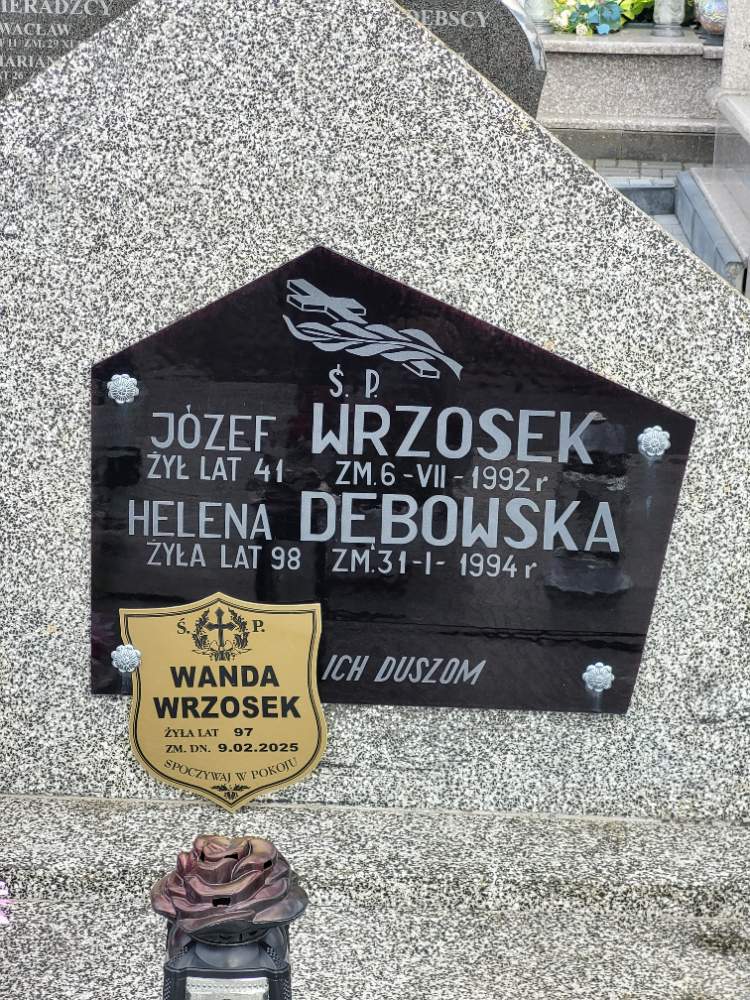 WACŁAW
Ś. P.
JÓZEF WRZOSEK
ŻYŁ LAT 41 ZM. 6-VII-1992 r
HELENA DĘBOWSKA
ŻYŁA LAT 98 ZM. 31-I-1994 r
ICH DUSZOM
Ś. P.
WANDA
WRZOSEK
ŻYŁA LAT 97
ZM. DN. 9.02.2025
SPOCZYWAJ W POKOJU